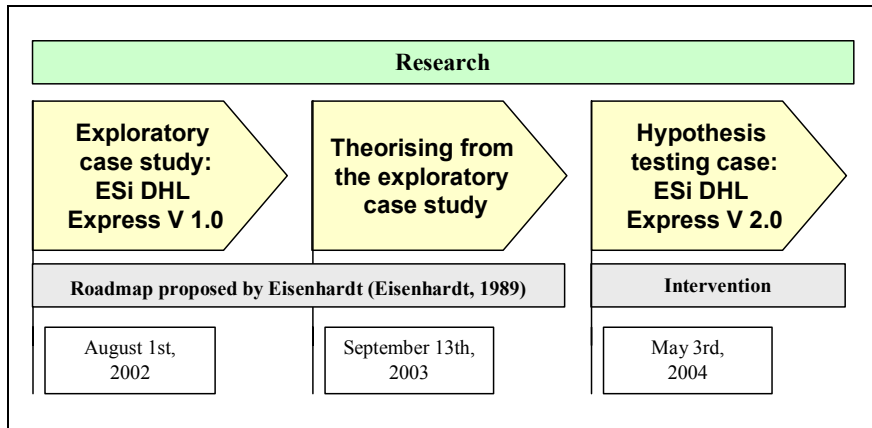 Research
Exploratory
case study:
ESi DHL
Express V 1.0
Theorising from
the exploratory
case study
Hypothesis
testing case:
ESi DHL
Express V 2.0
Roadmap proposed by Eisenhardt (Eisenhardt, 1989)
Intervention
August 1st,
2002
September 13th,
2003
May 3rd,
2004